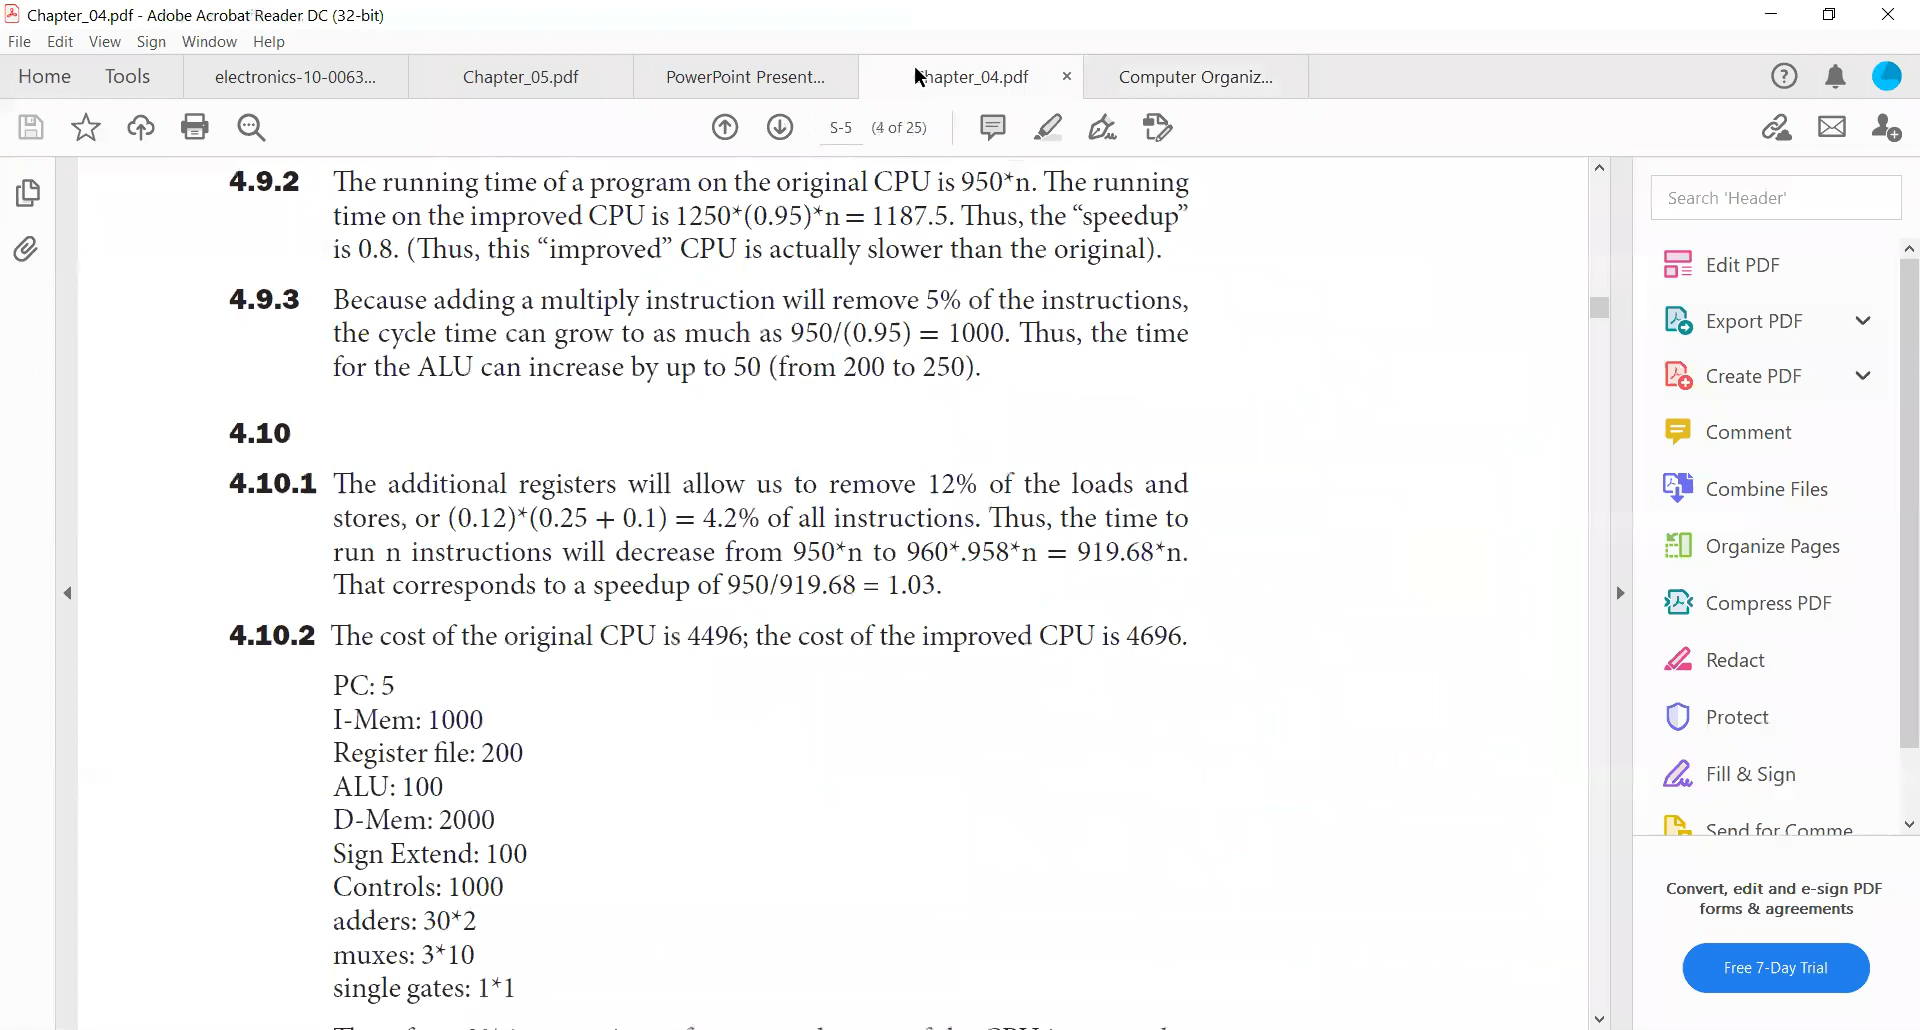 Chapter_04.pdf - Adobe Acrobat Reader DC (32-bit)
File Edit View Sign Window Help
Home Tools electronics-10-0063... Chapter_05.pdf PowerPoint Present... Chapter_04.pdf × Computer Organiz...
S-5 (4 of 25)
4.9.2 The running time of a program on the original CPU is 950*n. The running
time on the improved CPU is 1250*(0.95)*n = 1187.5. Thus, the “speedup”
is 0.8. (Thus, this “improved” CPU is actually slower than the original).
4.9.3 Because adding a multiply instruction will remove 5% of the instructions,
the cycle time can grow to as much as 950/(0.95) = 1000. Thus, the time
for the ALU can increase by up to 50 (from 200 to 250).
4.10
4.10.1 The additional registers will allow us to remove 12% of the loads and
stores, or (0.12)*(0.25 + 0.1) = 4.2% of all instructions. Thus, the time to
run n instructions will decrease from 950*n to 960*.958*n = 919.68*n.
That corresponds to a speedup of 950/919.68 = 1.03.
4.10.2 The cost of the original CPU is 4496; the cost of the improved CPU is 4696.
PC: 5
I-Mem: 1000
Register file: 200
ALU: 100
D-Mem: 2000
Sign Extend: 100
Controls: 1000
adders: 30*2
muxes: 3*10
single gates: 1*1
Search 'Header'
Edit PDF
Export PDF
Create PDF
Comment
Combine Files
Organize Pages
Compress PDF
Redact
Protect
Fill & Sign
Send for Comme
Convert, edit and e-sign PDF
forms & agreements
Free 7-Day Trial